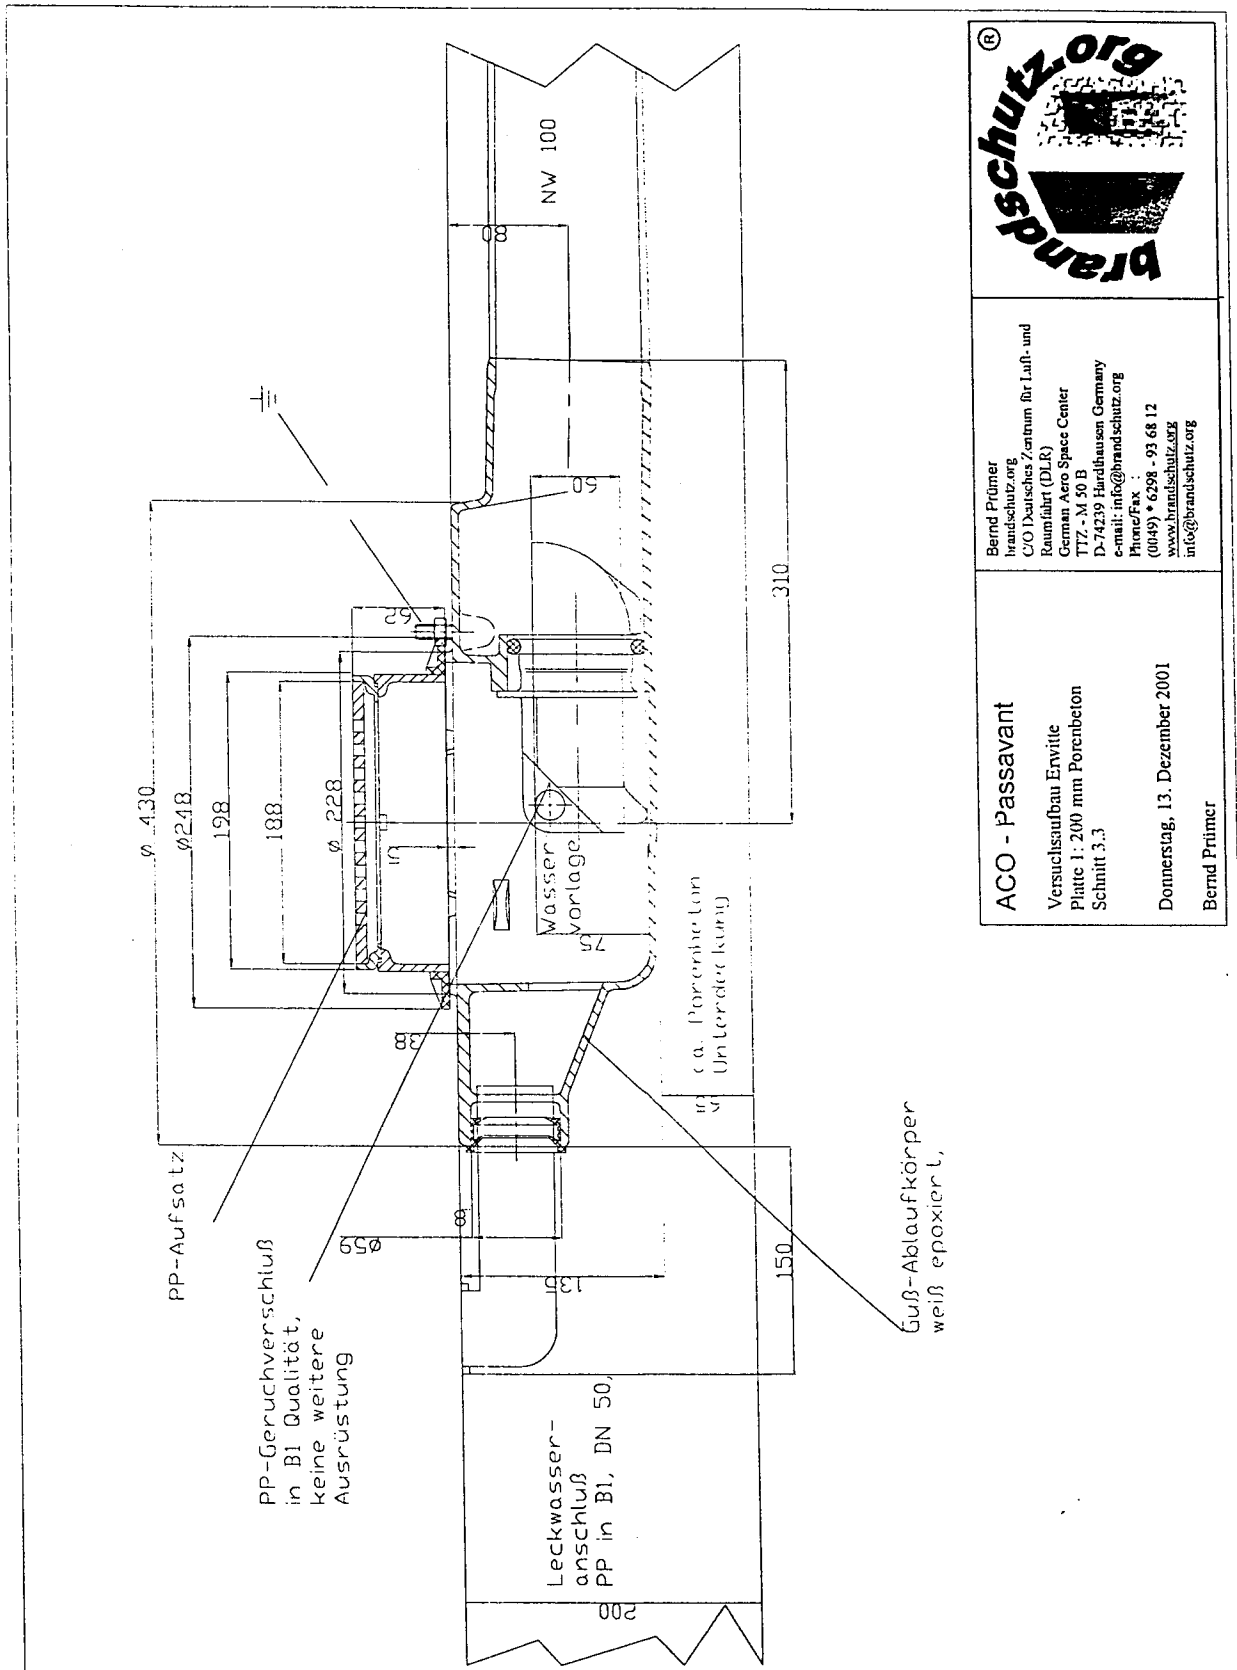 PP-Aufsatz
PP-Geruchverschluß
in B1 Qualität,
keine weitere
Ausrüstung
Leckwasser-
anschluß
PP in B1, DN 50,
Guß-Ablaufkörper
weiß epoxiert,
ca. Porenbeton
Unterdeckung
Wasser
vorlage
NW 100
ø 430
ø248
198
188
ø 228
52
5
80
60
310
75
38
8
ø59
135
150
200
ACO - Passavant
Versuchsaufbau Erwitte
Platte 1: 200 mm Porenbeton
Schnitt 3.3
Donnerstag, 13. Dezember 2001
Bernd Prümer
Bernd Prümer
brandschutz.org
C/O Deutsches Zentrum für Luft- und
Raumfahrt (DLR)
German Aero Space Center
TTZ - M 50 B
D-74239 Hardthausen Germany
e-mail: info@brandschutz.org
Phone/Fax :
(0049) * 6298 - 93 68 12
www.brandschutz.org
info@brandschutz.org
brandschutz.org
®